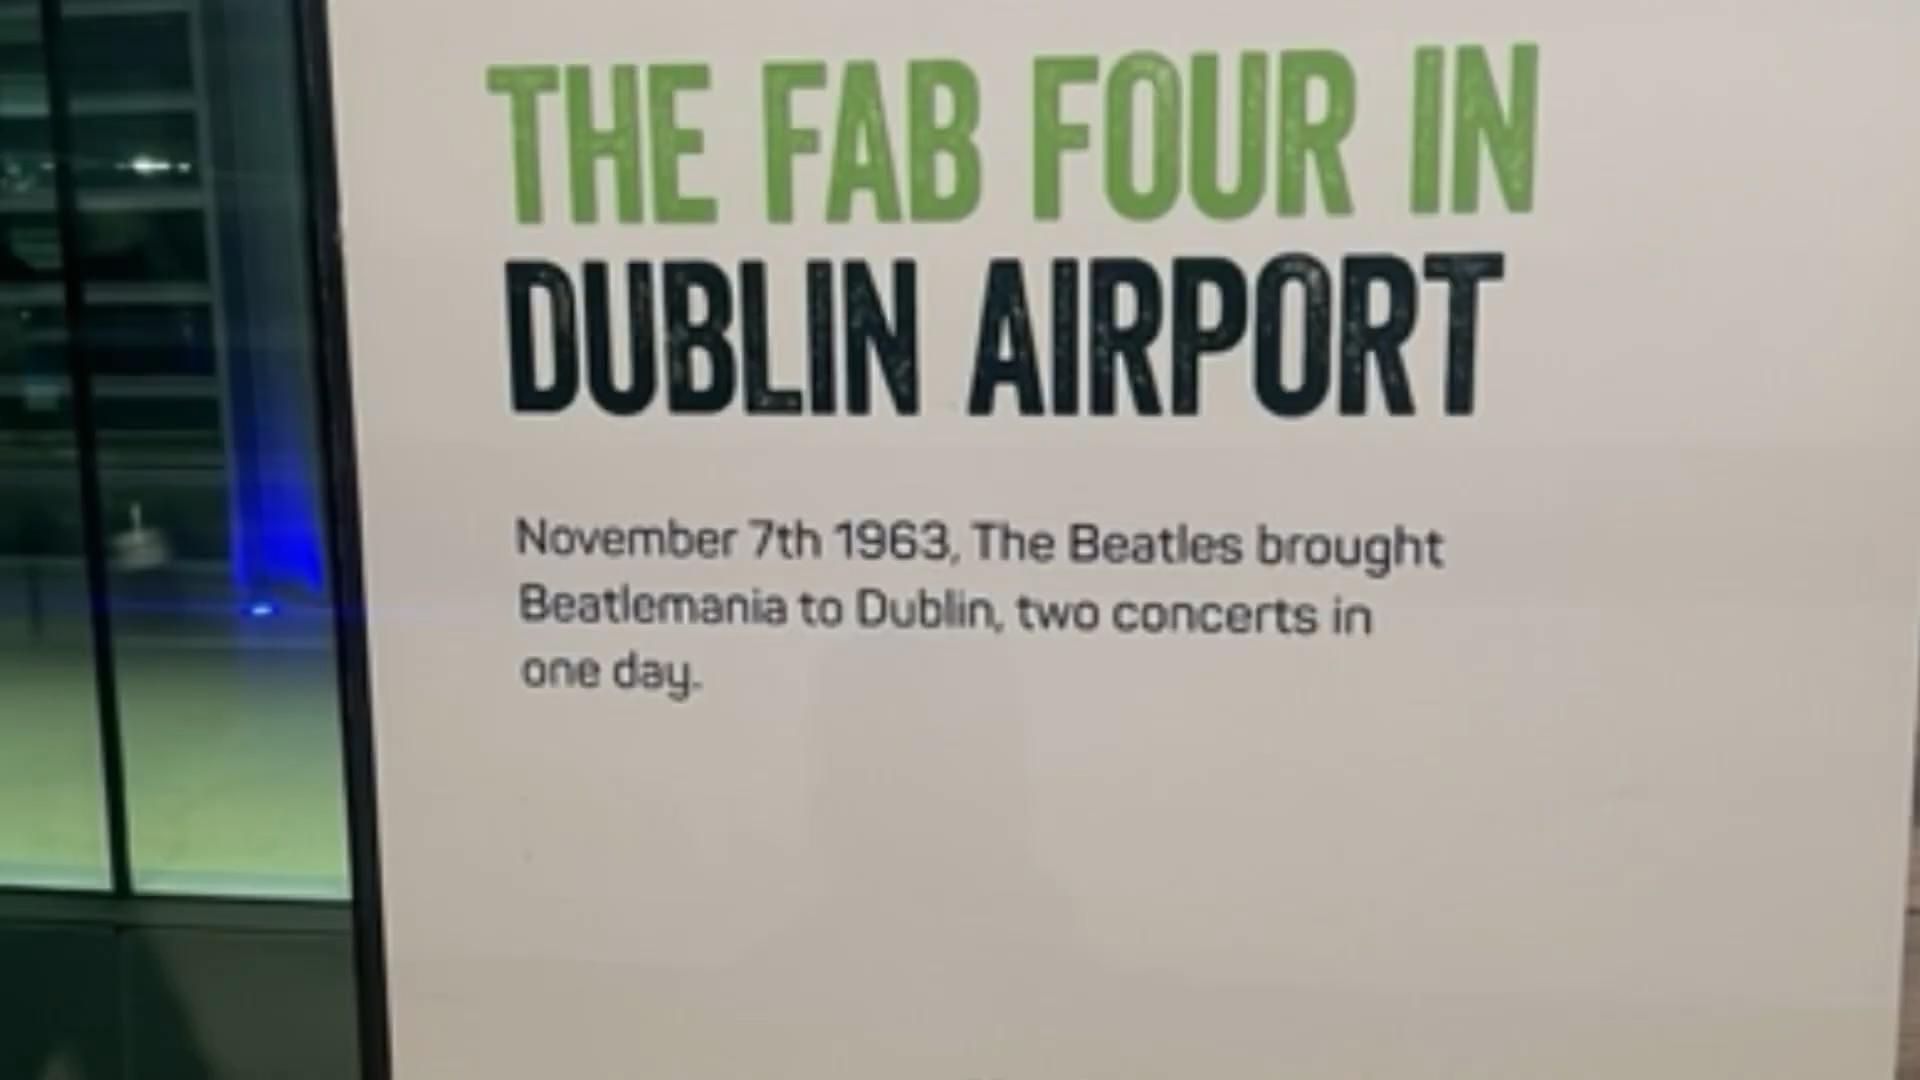 THE FAB FOUR IN
DUBLIN AIRPORT
November 7th 1963, The Beatles brought
Beatlemania to Dublin, two concerts in
one day.